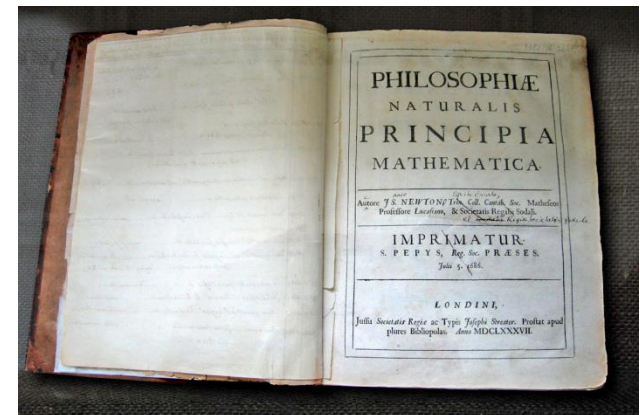 PHILOSOPHIÆ
NATURALIS
PRINCIPIA
MATHEMATICA.
Autore JS. NEWTON, Trin. Coll. Cantab. Soc. Matheseos
Professore Lucasiano, & Societatis Regalis Sodali.
IMPRIMATUR.
S. PEPYS, Reg. Soc. PRÆSES.
Julii 5. 1686.
LONDINI,
Jussu Societatis Regiæ ac Typis Josephi Streater. Prostat apud
plures Bibliopolas. Anno MDCLXXXVII.